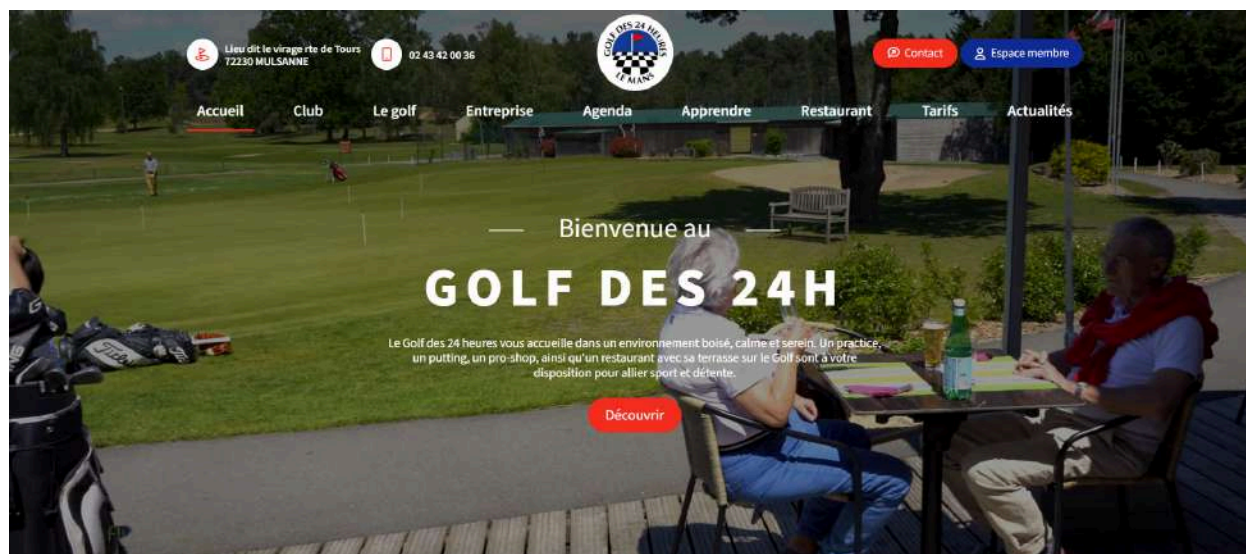 Lieu dit le virage rte de Tours
72230 MULSANNE
02 43 42 00 36
GOLF DES 24 HEURES
LE MANS
Contact
Espace membre
Accueil
Club
Le golf
Entreprise
Agenda
Apprendre
Restaurant
Tarifs
Actualités
Bienvenue au
GOLF DES 24H
Le Golf des 24 heures vous accueille dans un environnement boisé, calme et serein. Un practice,
un putting, un pro-shop, ainsi qu'un restaurant avec sa terrasse sur le Golf sont à votre
disposition pour allier sport et détente.
Titleist
Découvrir